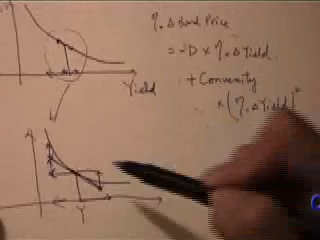 η. Δ Bond Price
= -D × η. Δ Yield
+ Convexity
× (η. Δ Yield)²
Yield
Y